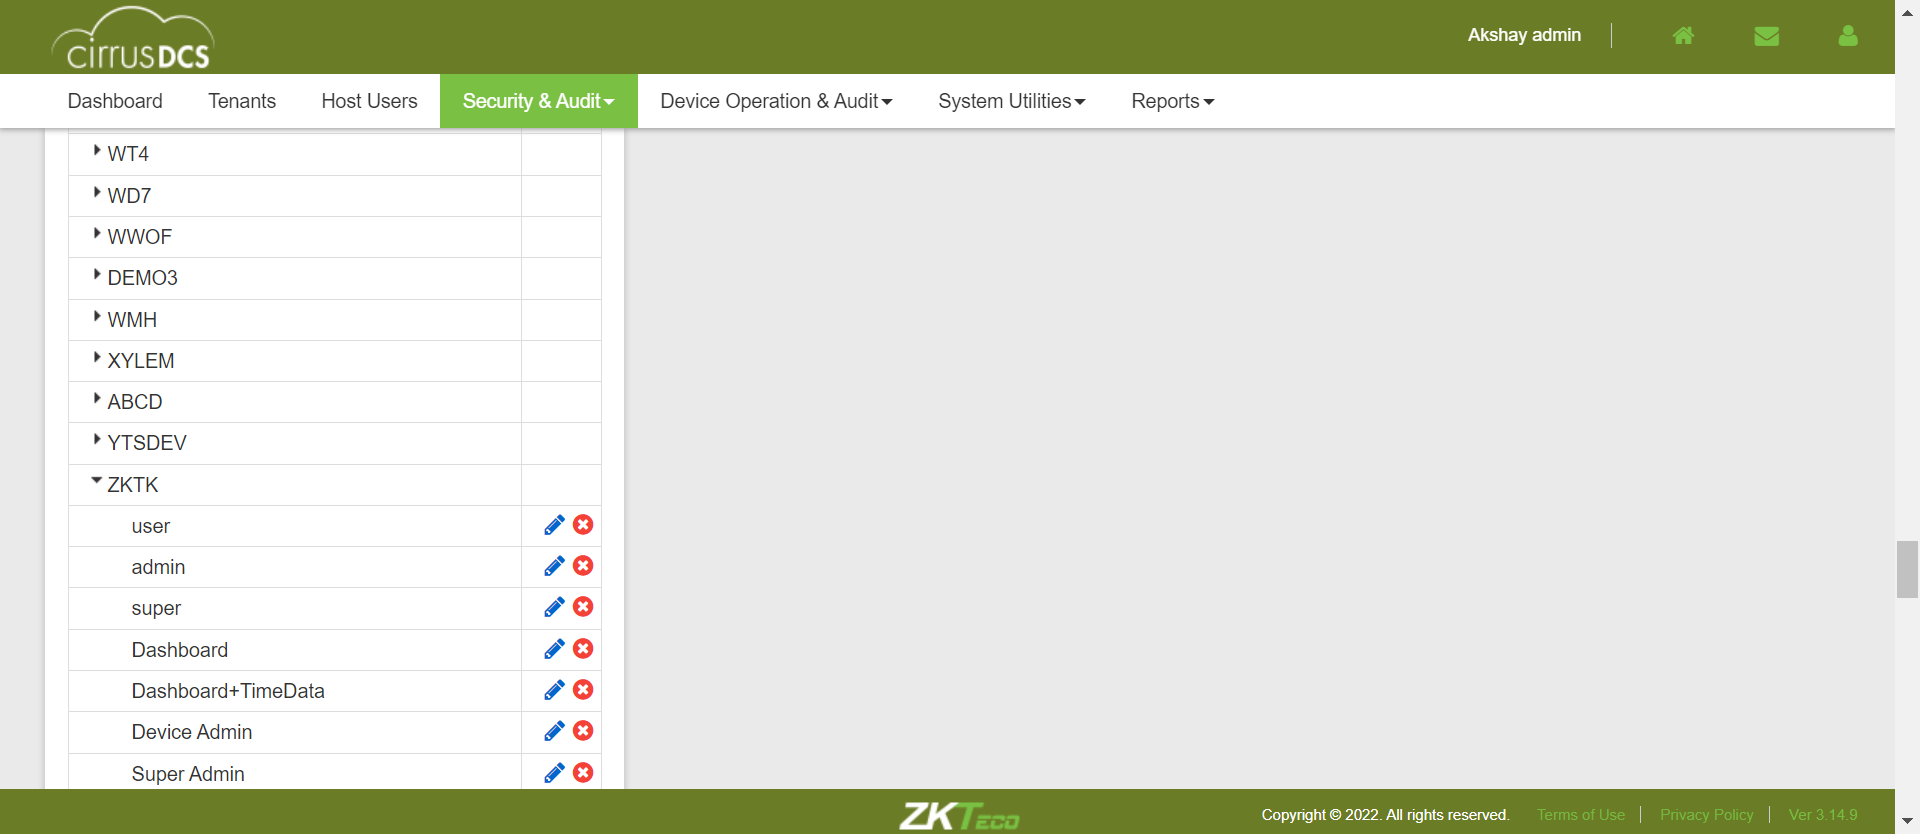 cirrusDCS
Akshay admin
Dashboard Tenants Host Users Security & Audit Device Operation & Audit System Utilities Reports
WT4
WD7
WWOF
DEMO3
WMH
XYLEM
ABCD
YTSDEV
ZKTK
user
admin
super
Dashboard
Dashboard+TimeData
Device Admin
Super Admin
ZKTECO Copyright © 2022. All rights reserved. Terms of Use Privacy Policy Ver 3.14.9